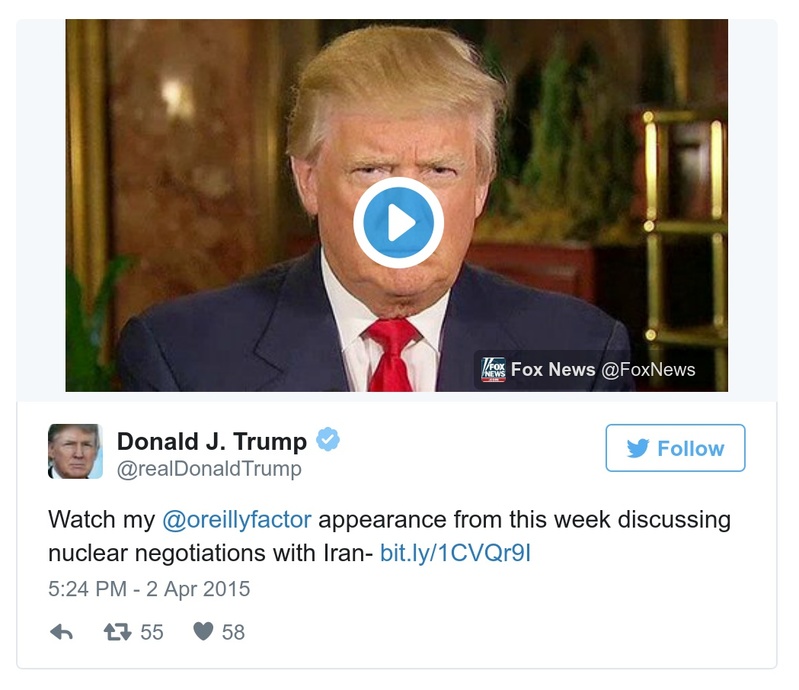 FOX
NEWS
Fox News @FoxNews
Donald J. Trump
@realDonaldTrump
Follow
Watch my @oreillyfactor appearance from this week discussing
nuclear negotiations with Iran- bit.ly/1CVQr9I
5:24 PM - 2 Apr 2015
55 58